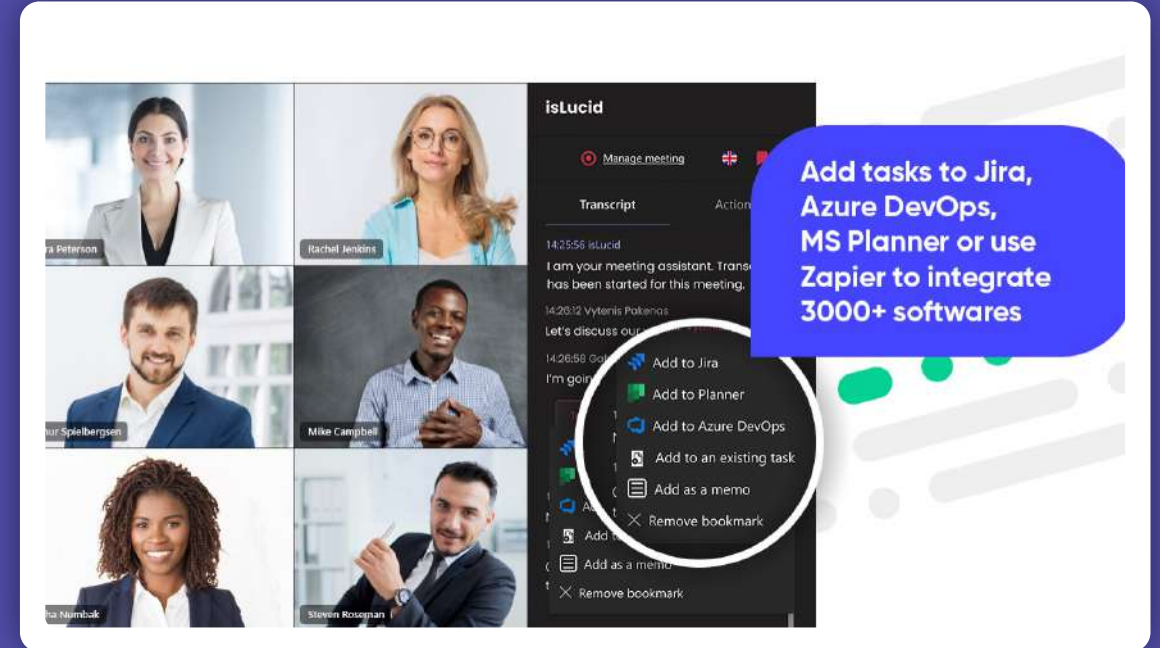 isLucid
Manage meeting
Transcript
Action
14:25:56 isLucid
I am your meeting assistant.
has been started for this meeting.
14:26:12 Vytenis Pakenas
Let's discuss our
14:26:58
I'm
Add to Jira
Add to Planner
Add to Azure DevOps
Add to an existing task
Add as a memo
Remove bookmark
Add
Add as a memo
Remove bookmark
Add tasks to Jira,
Azure DevOps,
MS Planner or use
Zapier to integrate
3000+ softwares
Peterson
Rachel Jenkins
Spielbergsen
Mike Campbell
Numbak
Steven Roseman